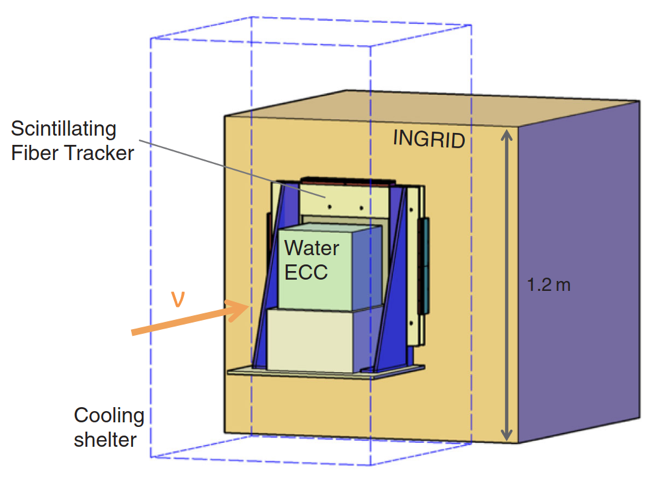 Scintillating
Fiber Tracker
INGRID
Water
ECC
1.2 m
ν
Cooling
shelter